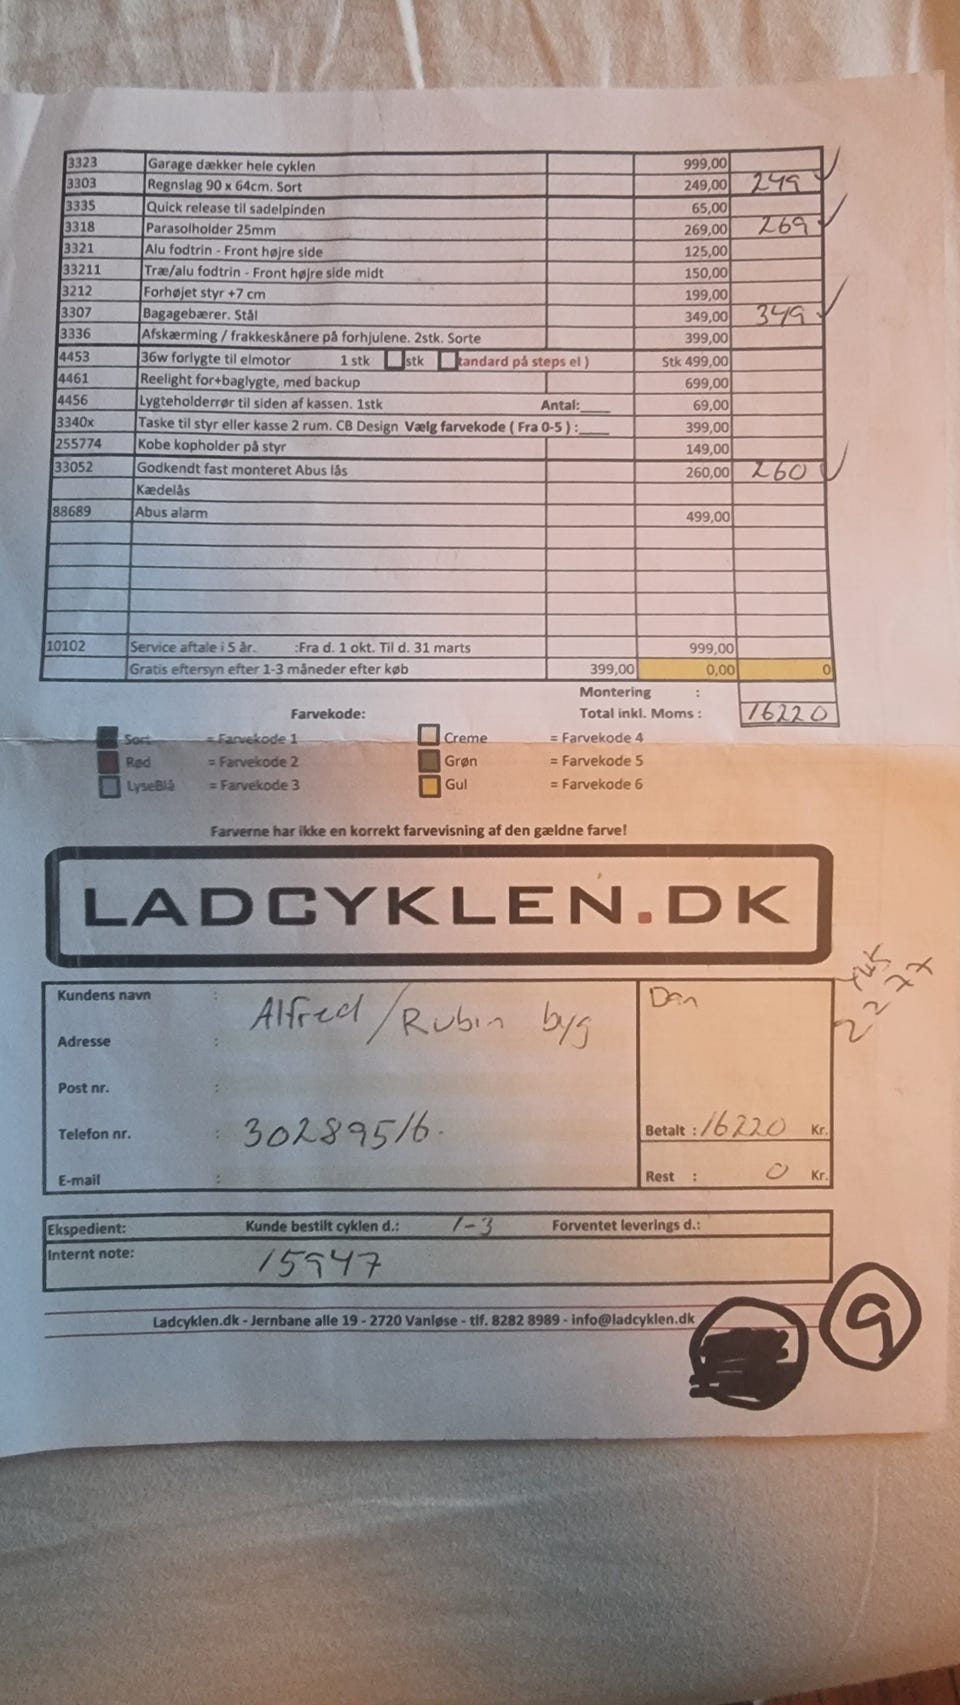 3323 Garage dækker hele cyklen 999,00
3303 Regnslag 90 x 64cm. Sort 249,00 249
3335 Quick release til sadelpinden 65,00
3318 Parasolholder 25mm 269,00 269
3321 Alu fodtrin - Front højre side 125,00
33211 Træ/alu fodtrin - Front højre side midt 150,00
3212 Forhøjet styr +7 cm 199,00
3307 Bagagebærer. Stål 349,00 349
3336 Afskærming / frakkeskånere på forhjulene. 2stk. Sorte 399,00
4453 36w forlygte til elmotor 1 stk stk tandard på steps el ) Stk 499,00
4461 Reelight for+baglygte, med backup 699,00
4456 Lygteholderrør til siden af kassen. 1stk Antal:____ 69,00
3340x Taske til styr eller kasse 2 rum. CB Design Vælg farvekode ( Fra 0-5 ) :____ 399,00
255774 Kobe kopholder på styr 149,00
33052 Godkendt fast monteret Abus lås 260,00 260
Kædelås
88689 Abus alarm 499,00
10102 Service aftale i 5 år. :Fra d. 1 okt. Til d. 31 marts 999,00
Gratis eftersyn efter 1-3 måneder efter køb 399,00 0,00 0
Montering :
Farvekode: Total inkl. Moms : 16220
Sort = Farvekode 1 Creme = Farvekode 4
Rød = Farvekode 2 Grøn = Farvekode 5
LyseBlå = Farvekode 3 Gul = Farvekode 6
Farverne har ikke en korrekt farvevisning af den gældne farve!
LADCYKLEN.DK
Kundens navn : Alfred/Rubin byg Dan
2277
Adresse :
Post nr. :
Telefon nr. : 30289516. Betalt : 16220 Kr.
E-mail : Rest : 0 Kr.
Ekspedient: Kunde bestilt cyklen d.: 1-3 Forventet leverings d.:
Internt note: 15947
Ladcyklen.dk - Jernbane alle 19 - 2720 Vanløse - tlf. 8282 8989 - info@ladcyklen.dk
9